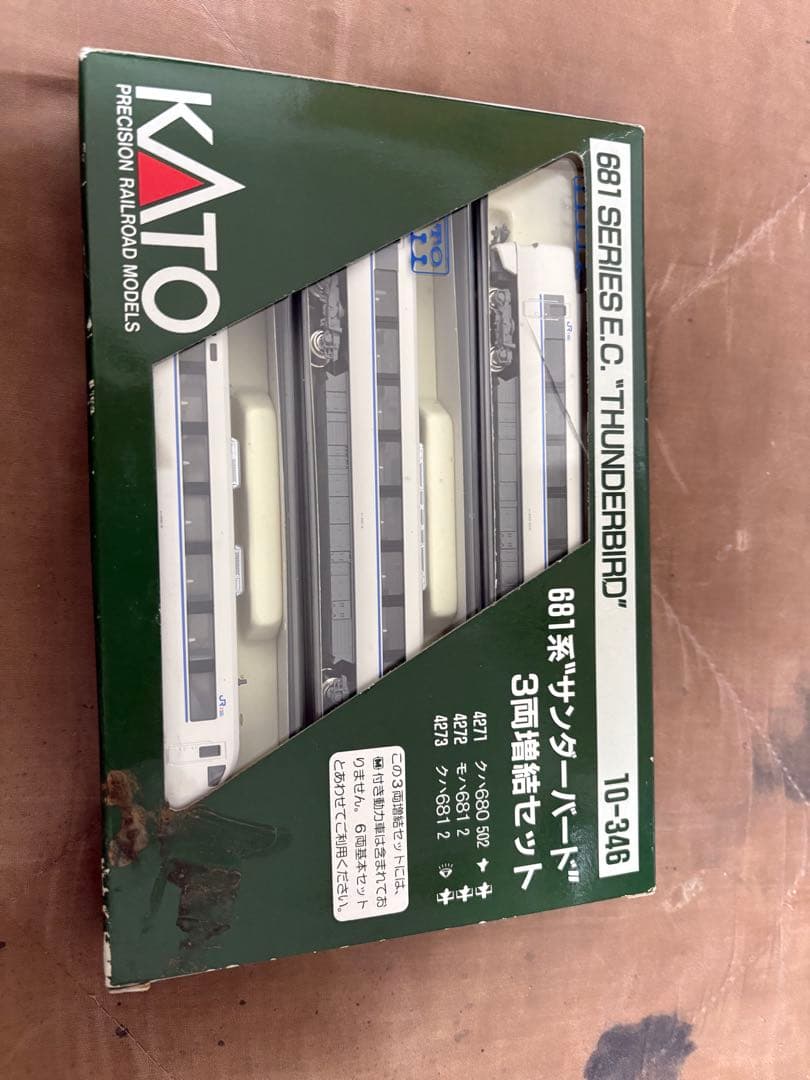 KATO
PRECISION RAILROAD MODELS
681 SERIES E.C. "THUNDERBIRD" 10-346
681系"サンダーバード"
3両増結セット
4271 クハ680 502
4272 モハ681 2
4273 クハ681 2
この3両増結セットには、
M付き動力車は含まれてお
りません。6両基本セット
とあわせてご利用ください。
JR
JR